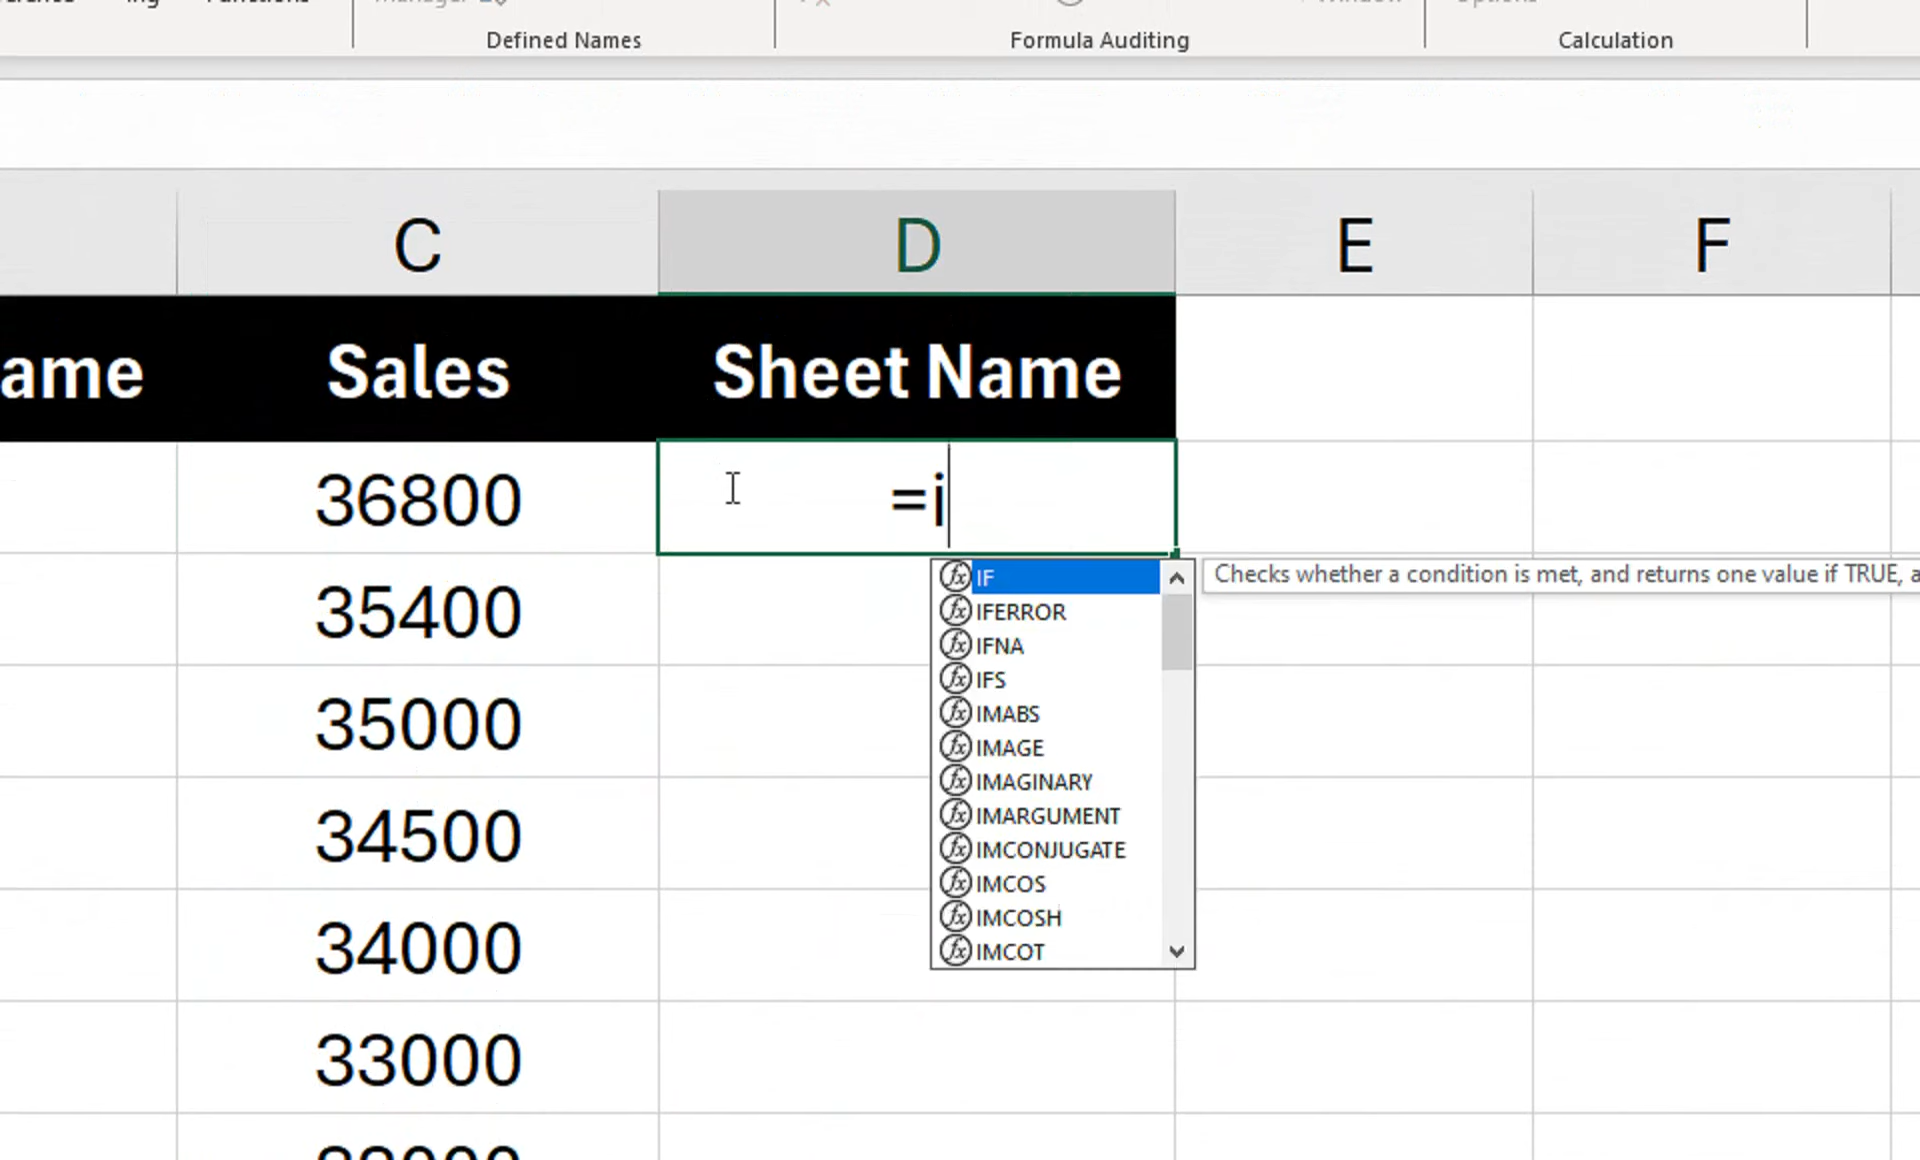 Defined Names
Formula Auditing
Calculation
C
D
E
F
ame
Sales
Sheet Name
36800
=i
IF
Checks whether a condition is met, and returns one value if TRUE, a
IFERROR
35400
IFNA
IFS
IMABS
35000
IMAGE
IMAGINARY
IMARGUMENT
34500
IMCONJUGATE
IMCOS
IMCOSH
34000
IMCOT
33000